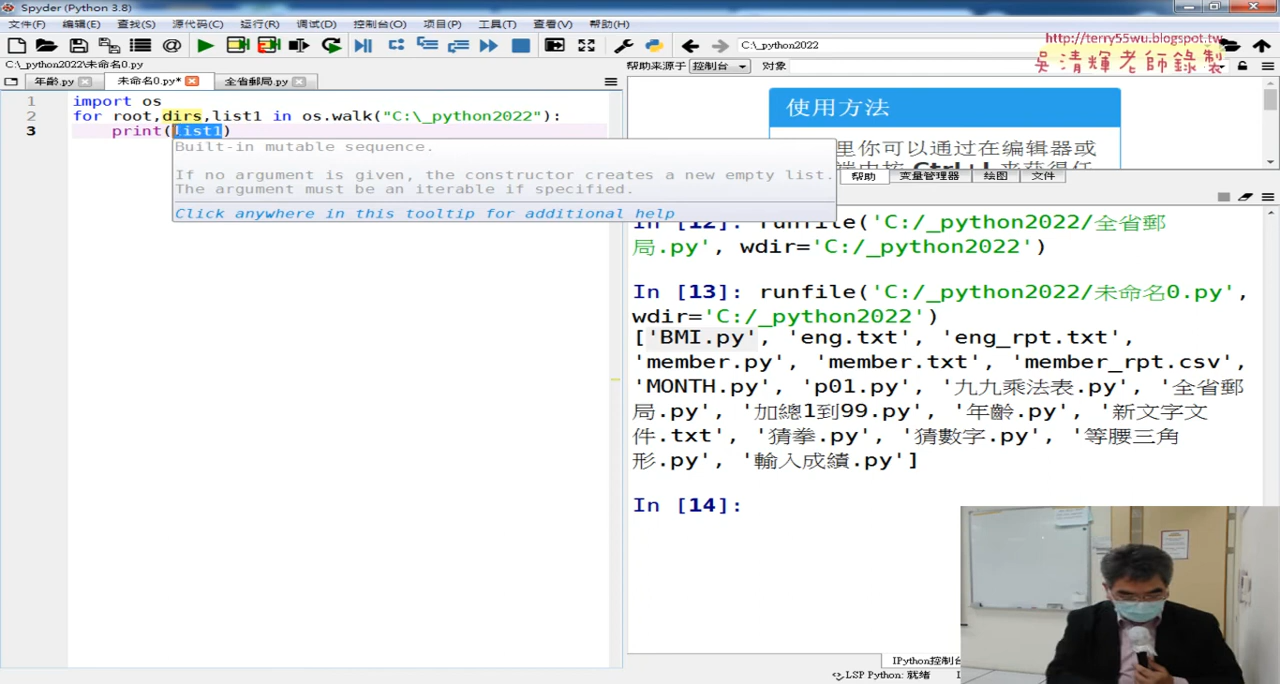 Spyder (Python 3.8)
文件(F) 编辑(E) 查找(S) 源代码(C) 运行(R) 调试(D) 控制台(O) 项目(P) 工具(T) 查看(V) 帮助(H)
C:\_python2022
http://terry55wu.blogspot.tw
吳清輝老師錄製
C:\_python2022\未命名0.py
帮助来源于 控制台 对象
年齡.py 未命名0.py* 全省郵局.py
1 import os
2 for root,dirs,list1 in os.walk("C:\_python2022"):
3 print(list1)
Built-in mutable sequence.
If no argument is given, the constructor creates a new empty list.
The argument must be an iterable if specified.
Click anywhere in this tooltip for additional help
使用方法
里你可以通过在编辑器或
Ctrl+I 来获得任
帮助 变量管理器 绘图 文件
In [12]: runfile('C:/_python2022/全省郵
局.py', wdir='C:/_python2022')
In [13]: runfile('C:/_python2022/未命名0.py',
wdir='C:/_python2022')
['BMI.py', 'eng.txt', 'eng_rpt.txt',
'member.py', 'member.txt', 'member_rpt.csv',
'MONTH.py', 'p01.py', '九九乘法表.py', '全省郵
局.py', '加總1到99.py', '年齡.py', '新文字文
件.txt', '猜拳.py', '猜數字.py', '等腰三角
形.py', '輸入成績.py']
In [14]:
IPython控制台
LSP Python: 就绪